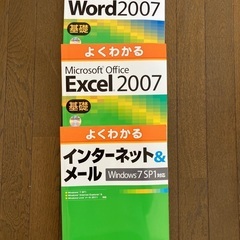 Word2007
基礎
よくわかる
Microsoft Office
Excel 2007
基礎
よくわかる
インターネット&
メール Windows 7 SP1対応